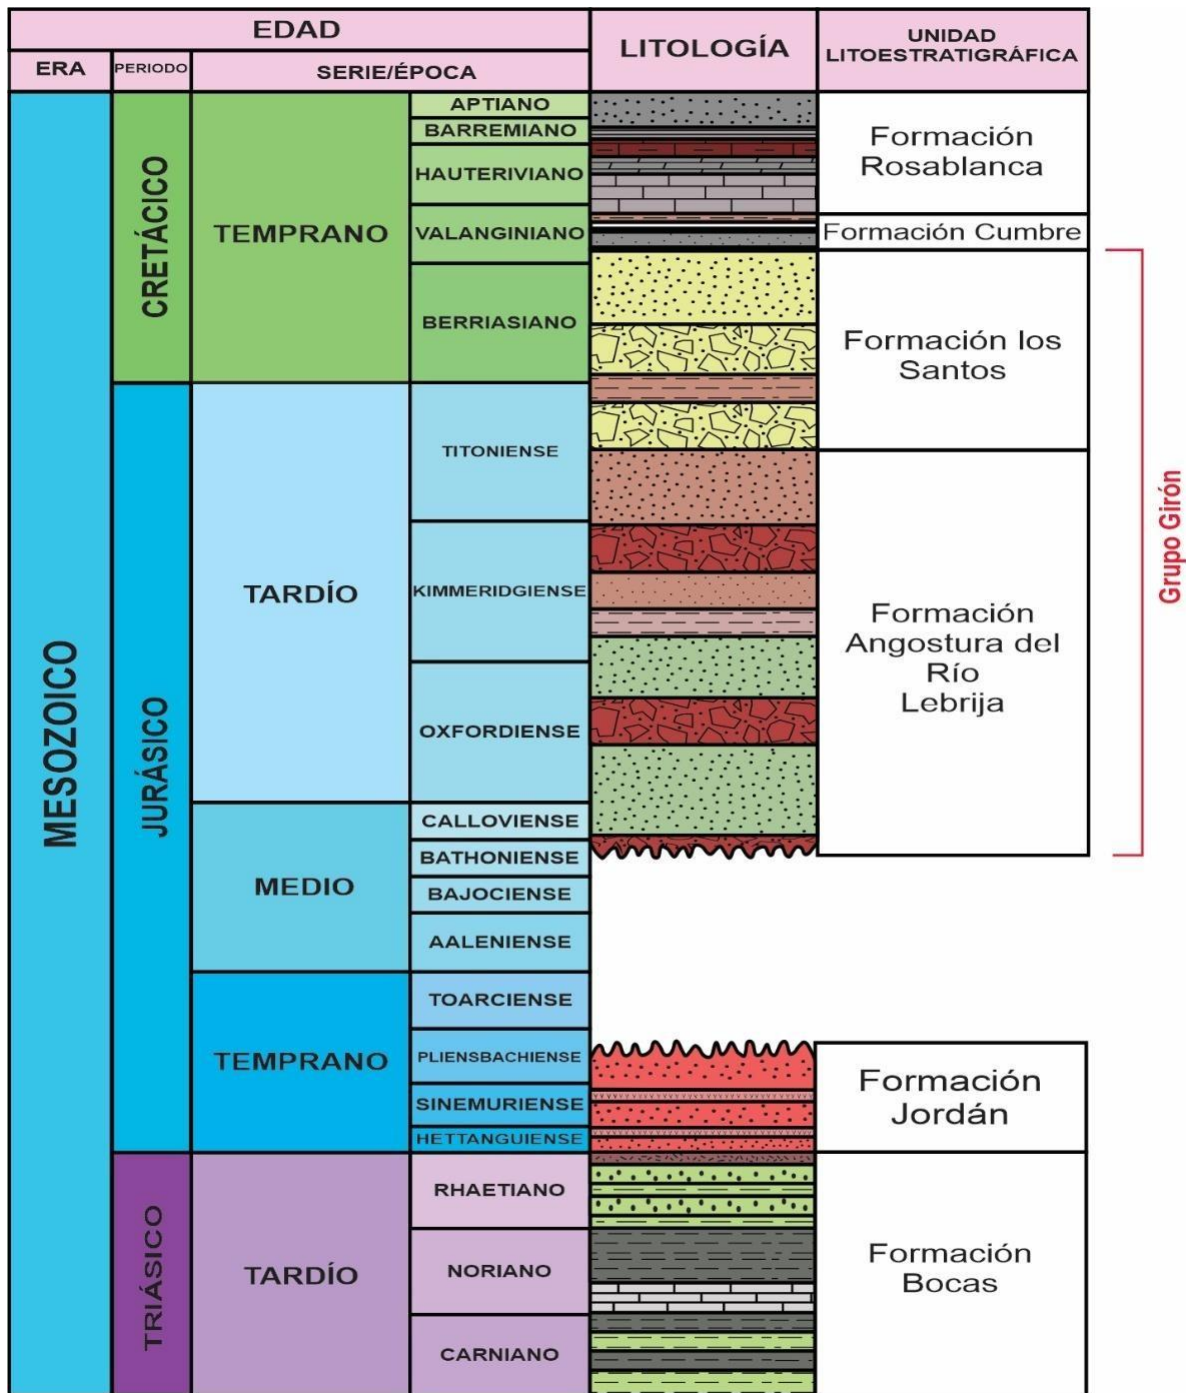 EDAD
LITOLOGÍA
UNIDAD
LITOESTRATIGRÁFICA
ERA
PERIODO
SERIE/ÉPOCA
MESOZOICO
CRETÁCICO
TEMPRANO
APTIANO
BARREMIANO
HAUTERIVIANO
VALANGINIANO
BERRIASIANO
Formación
Rosablanca
Formación Cumbre
Formación los
Santos
JURÁSICO
TARDÍO
TITONIENSE
KIMMERIDGIENSE
OXFORDIENSE
Formación
Angostura del
Río
Lebrija
Grupo Girón
MEDIO
CALLOVIENSE
BATHONIENSE
BAJOCIENSE
AALENIENSE
TEMPRANO
TOARCIENSE
PLIENSBACHIENSE
SINEMURIENSE
HETTANGUIENSE
Formación
Jordán
TRIÁSICO
TARDÍO
RHAETIANO
NORIANO
CARNIANO
Formación
Bocas